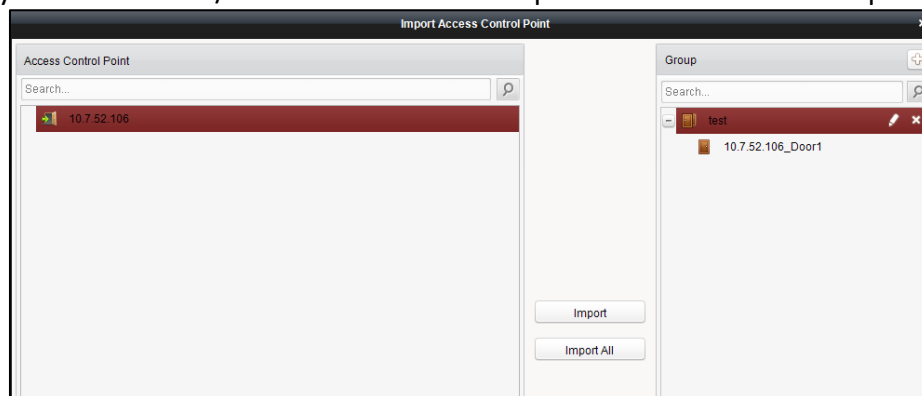 Import Access Control Point
Access Control Point
Group
Search...
Search...
10.7.52.106
test
10.7.52.106_Door1
Import
Import All